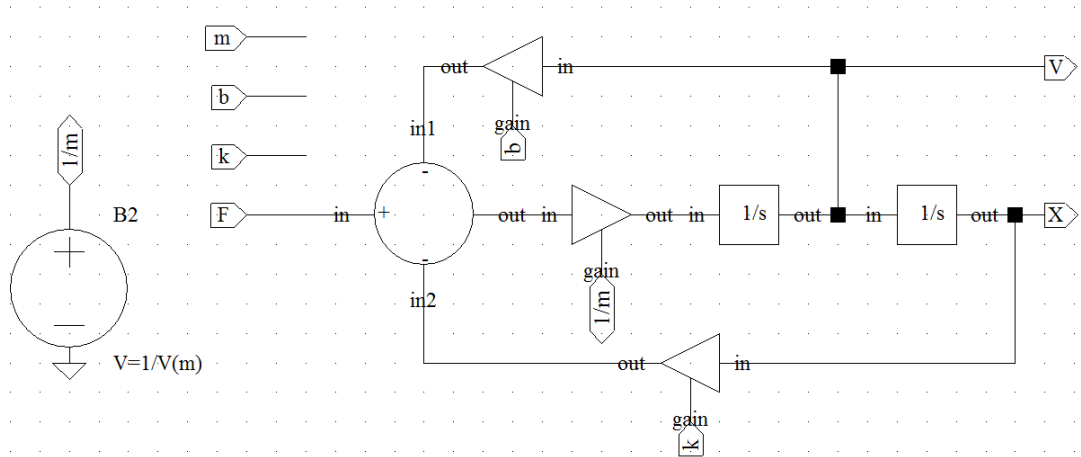 m
out
in
V
b
in1
gain
b
1/m
k
-
B2
F
in
+
out
in
out
in
1/s
out
in
1/s
out
X
-
gain
1/m
in2
V=1/V(m)
out
in
gain
k